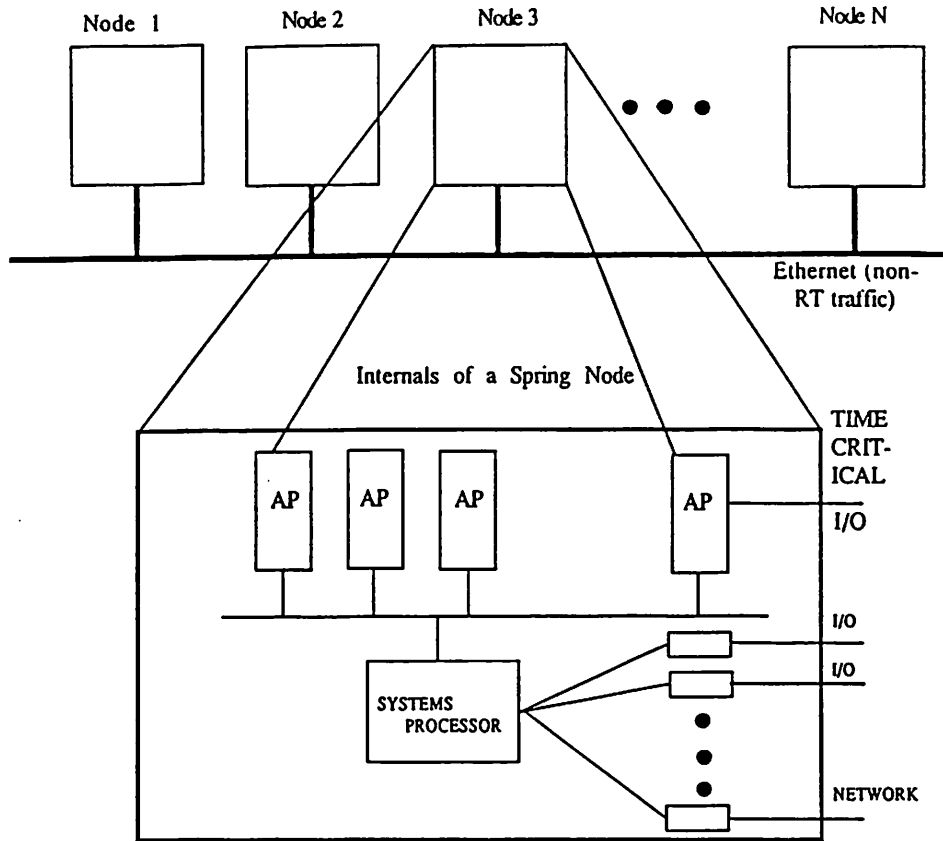 Node 1
Node 2
Node 3
Node N
Ethernet (non-
RT traffic)
Internals of a Spring Node
TIME
CRIT-
ICAL
I/O
AP
AP
AP
AP
I/O
I/O
SYSTEMS
PROCESSOR
NETWORK